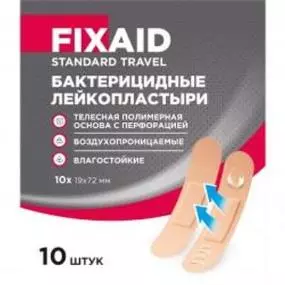 FIXAID
STANDARD TRAVEL
БАКТЕРИЦИДНЫЕ
ЛЕЙКОПЛАСТЫРИ
ТЕЛЕСНАЯ ПОЛИМЕРНАЯ
ОСНОВА С ПЕРФОРАЦИЕЙ
ВОЗДУХОПРОНИЦАЕМЫЕ
ВЛАГОСТОЙКИЕ
10x 19x72 мм
10 ШТУК